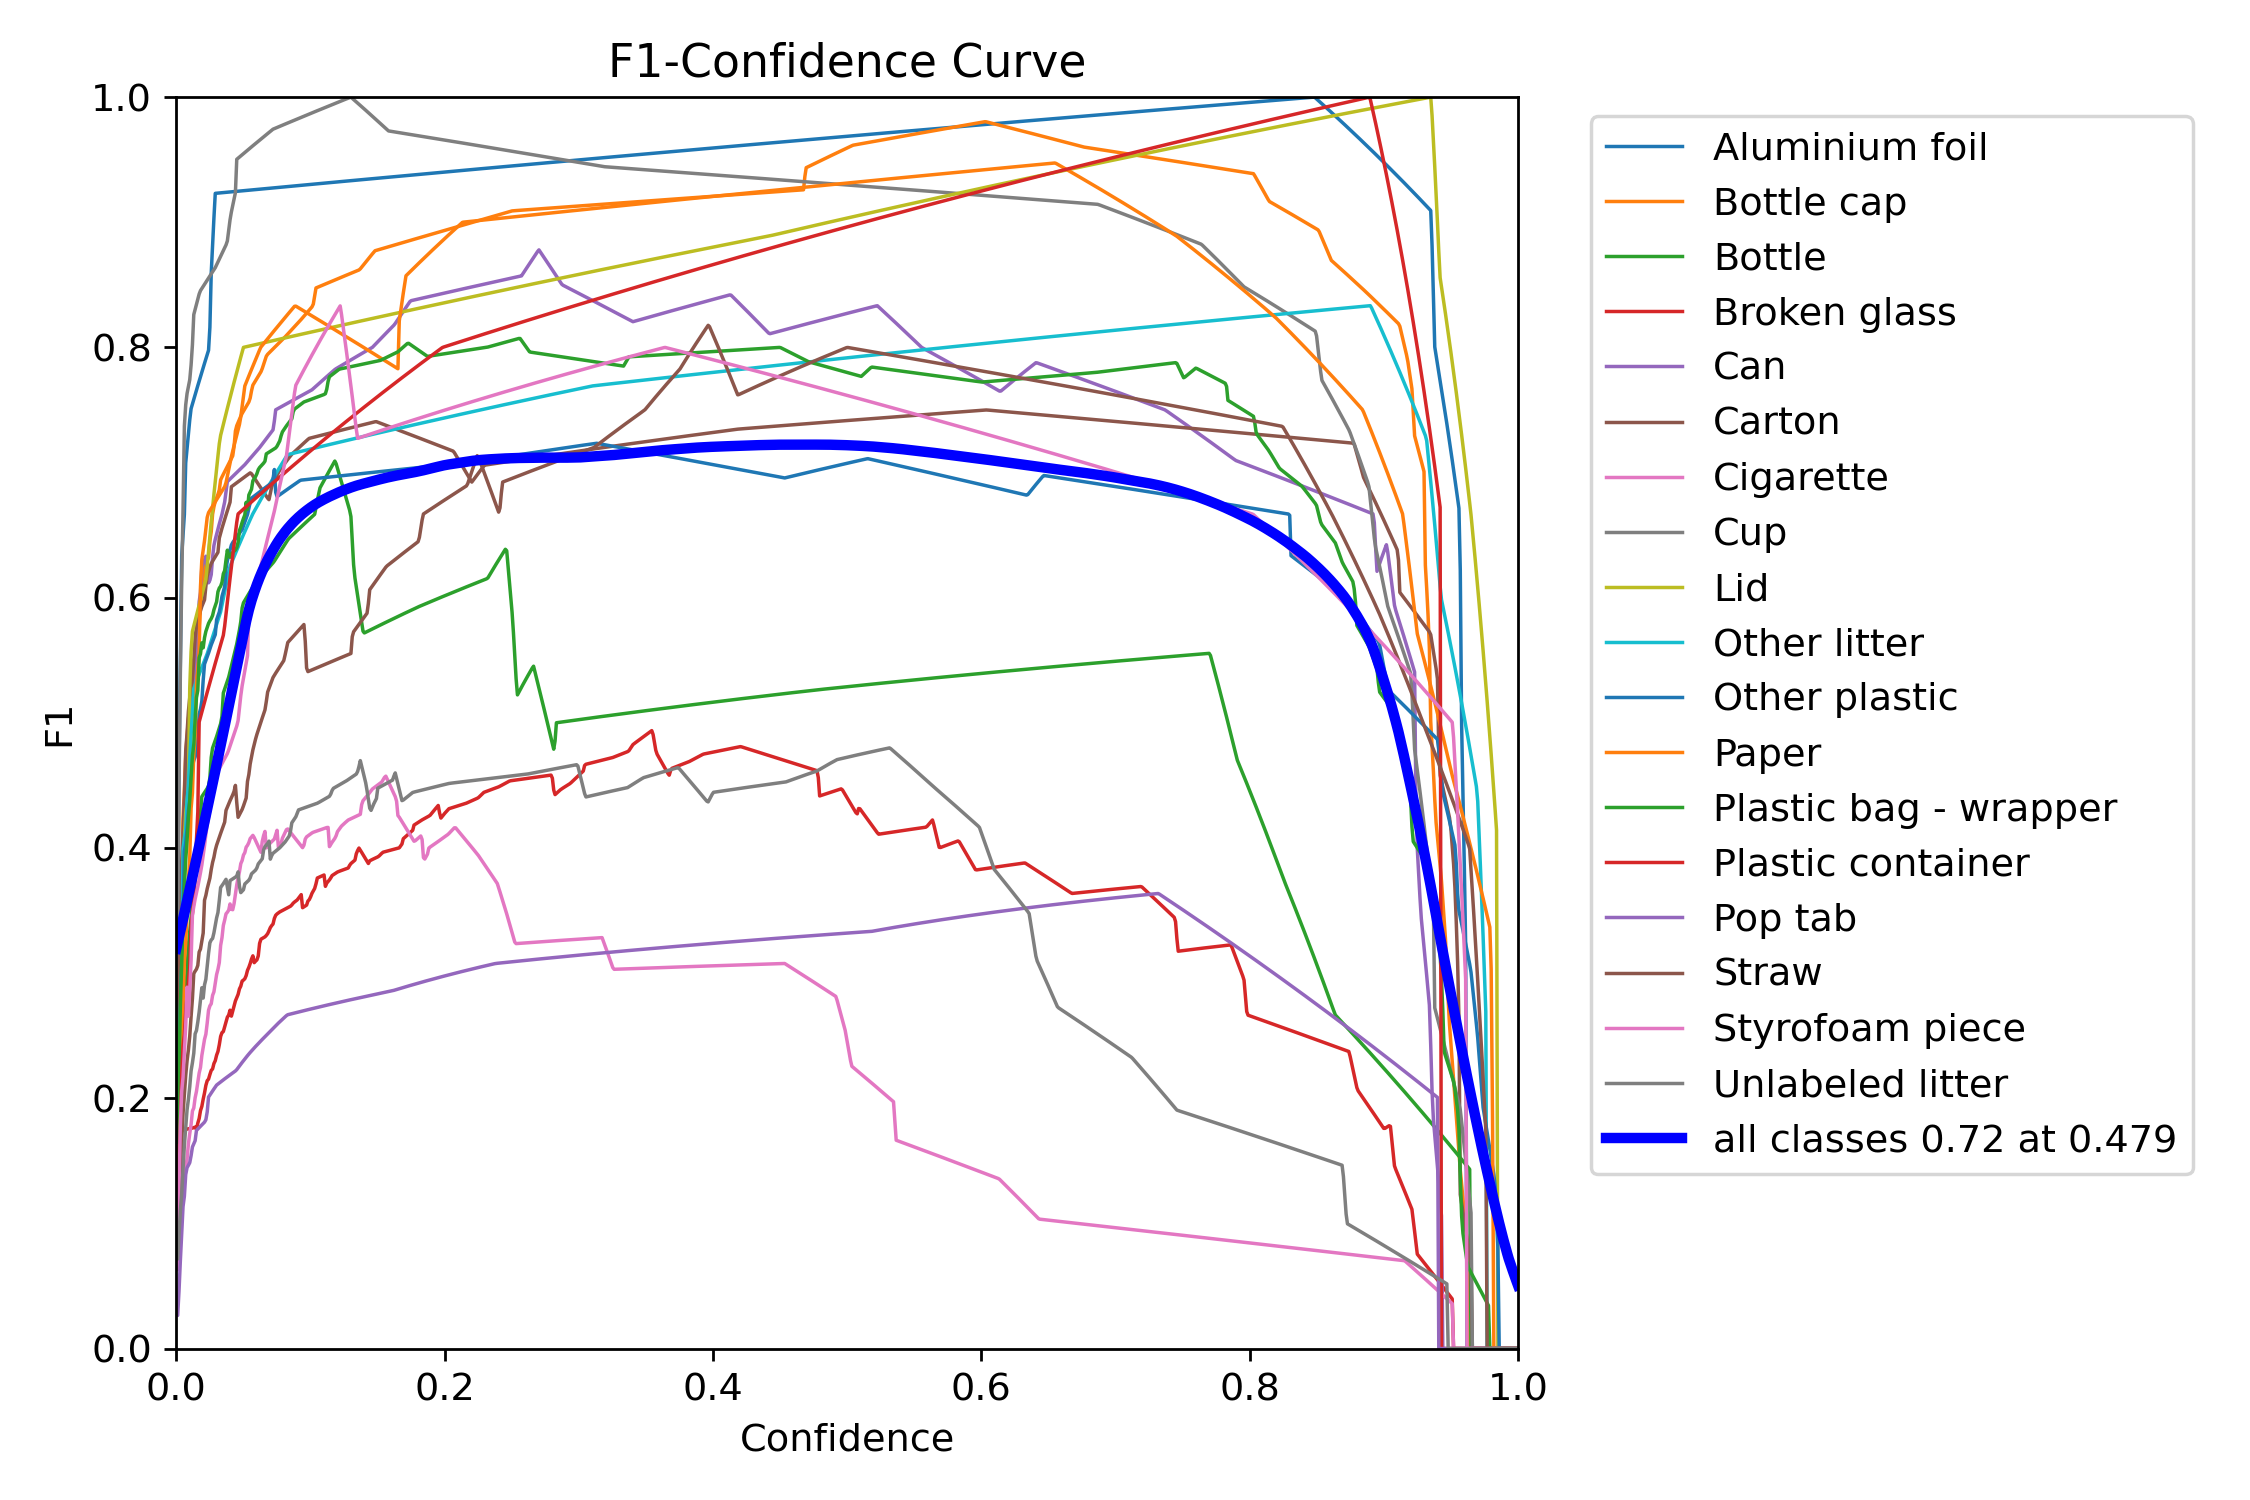 F1-Confidence Curve
1.0
0.8
0.6
0.4
0.2
0.0
F1
0.0 0.2 0.4 0.6 0.8 1.0
Confidence
Aluminium foil
Bottle cap
Bottle
Broken glass
Can
Carton
Cigarette
Cup
Lid
Other litter
Other plastic
Paper
Plastic bag - wrapper
Plastic container
Pop tab
Straw
Styrofoam piece
Unlabeled litter
all classes 0.72 at 0.479